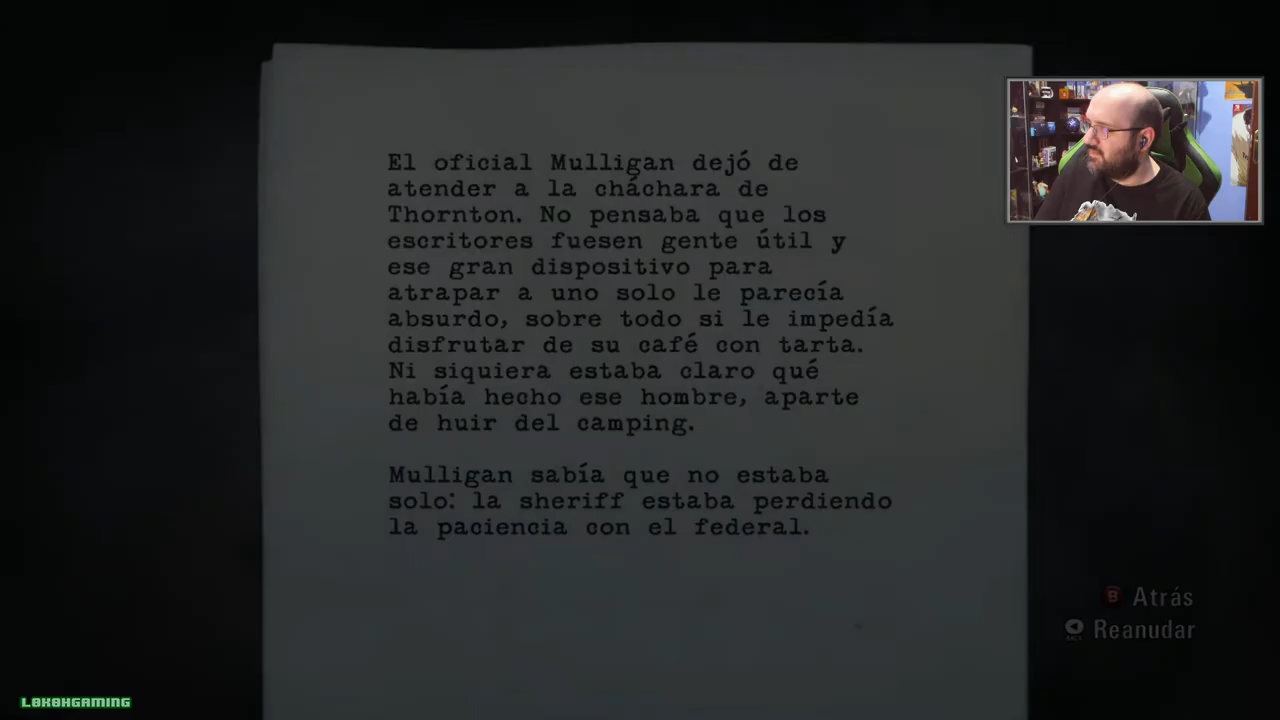 El oficial Mulligan dejó de
atender a la cháchara de
Thornton. No pensaba que los
escritores fuesen gente útil y
ese gran dispositivo para
atrapar a uno solo le parecía
absurdo, sobre todo si le impedía
disfrutar de su café con tarta.
Ni siquiera estaba claro qué
había hecho ese hombre, aparte
de huir del camping.
Mulligan sabía que no estaba
solo: la sheriff estaba perdiendo
la paciencia con el federal.
B Atrás
BACK Reanudar
L0K0HGAMING